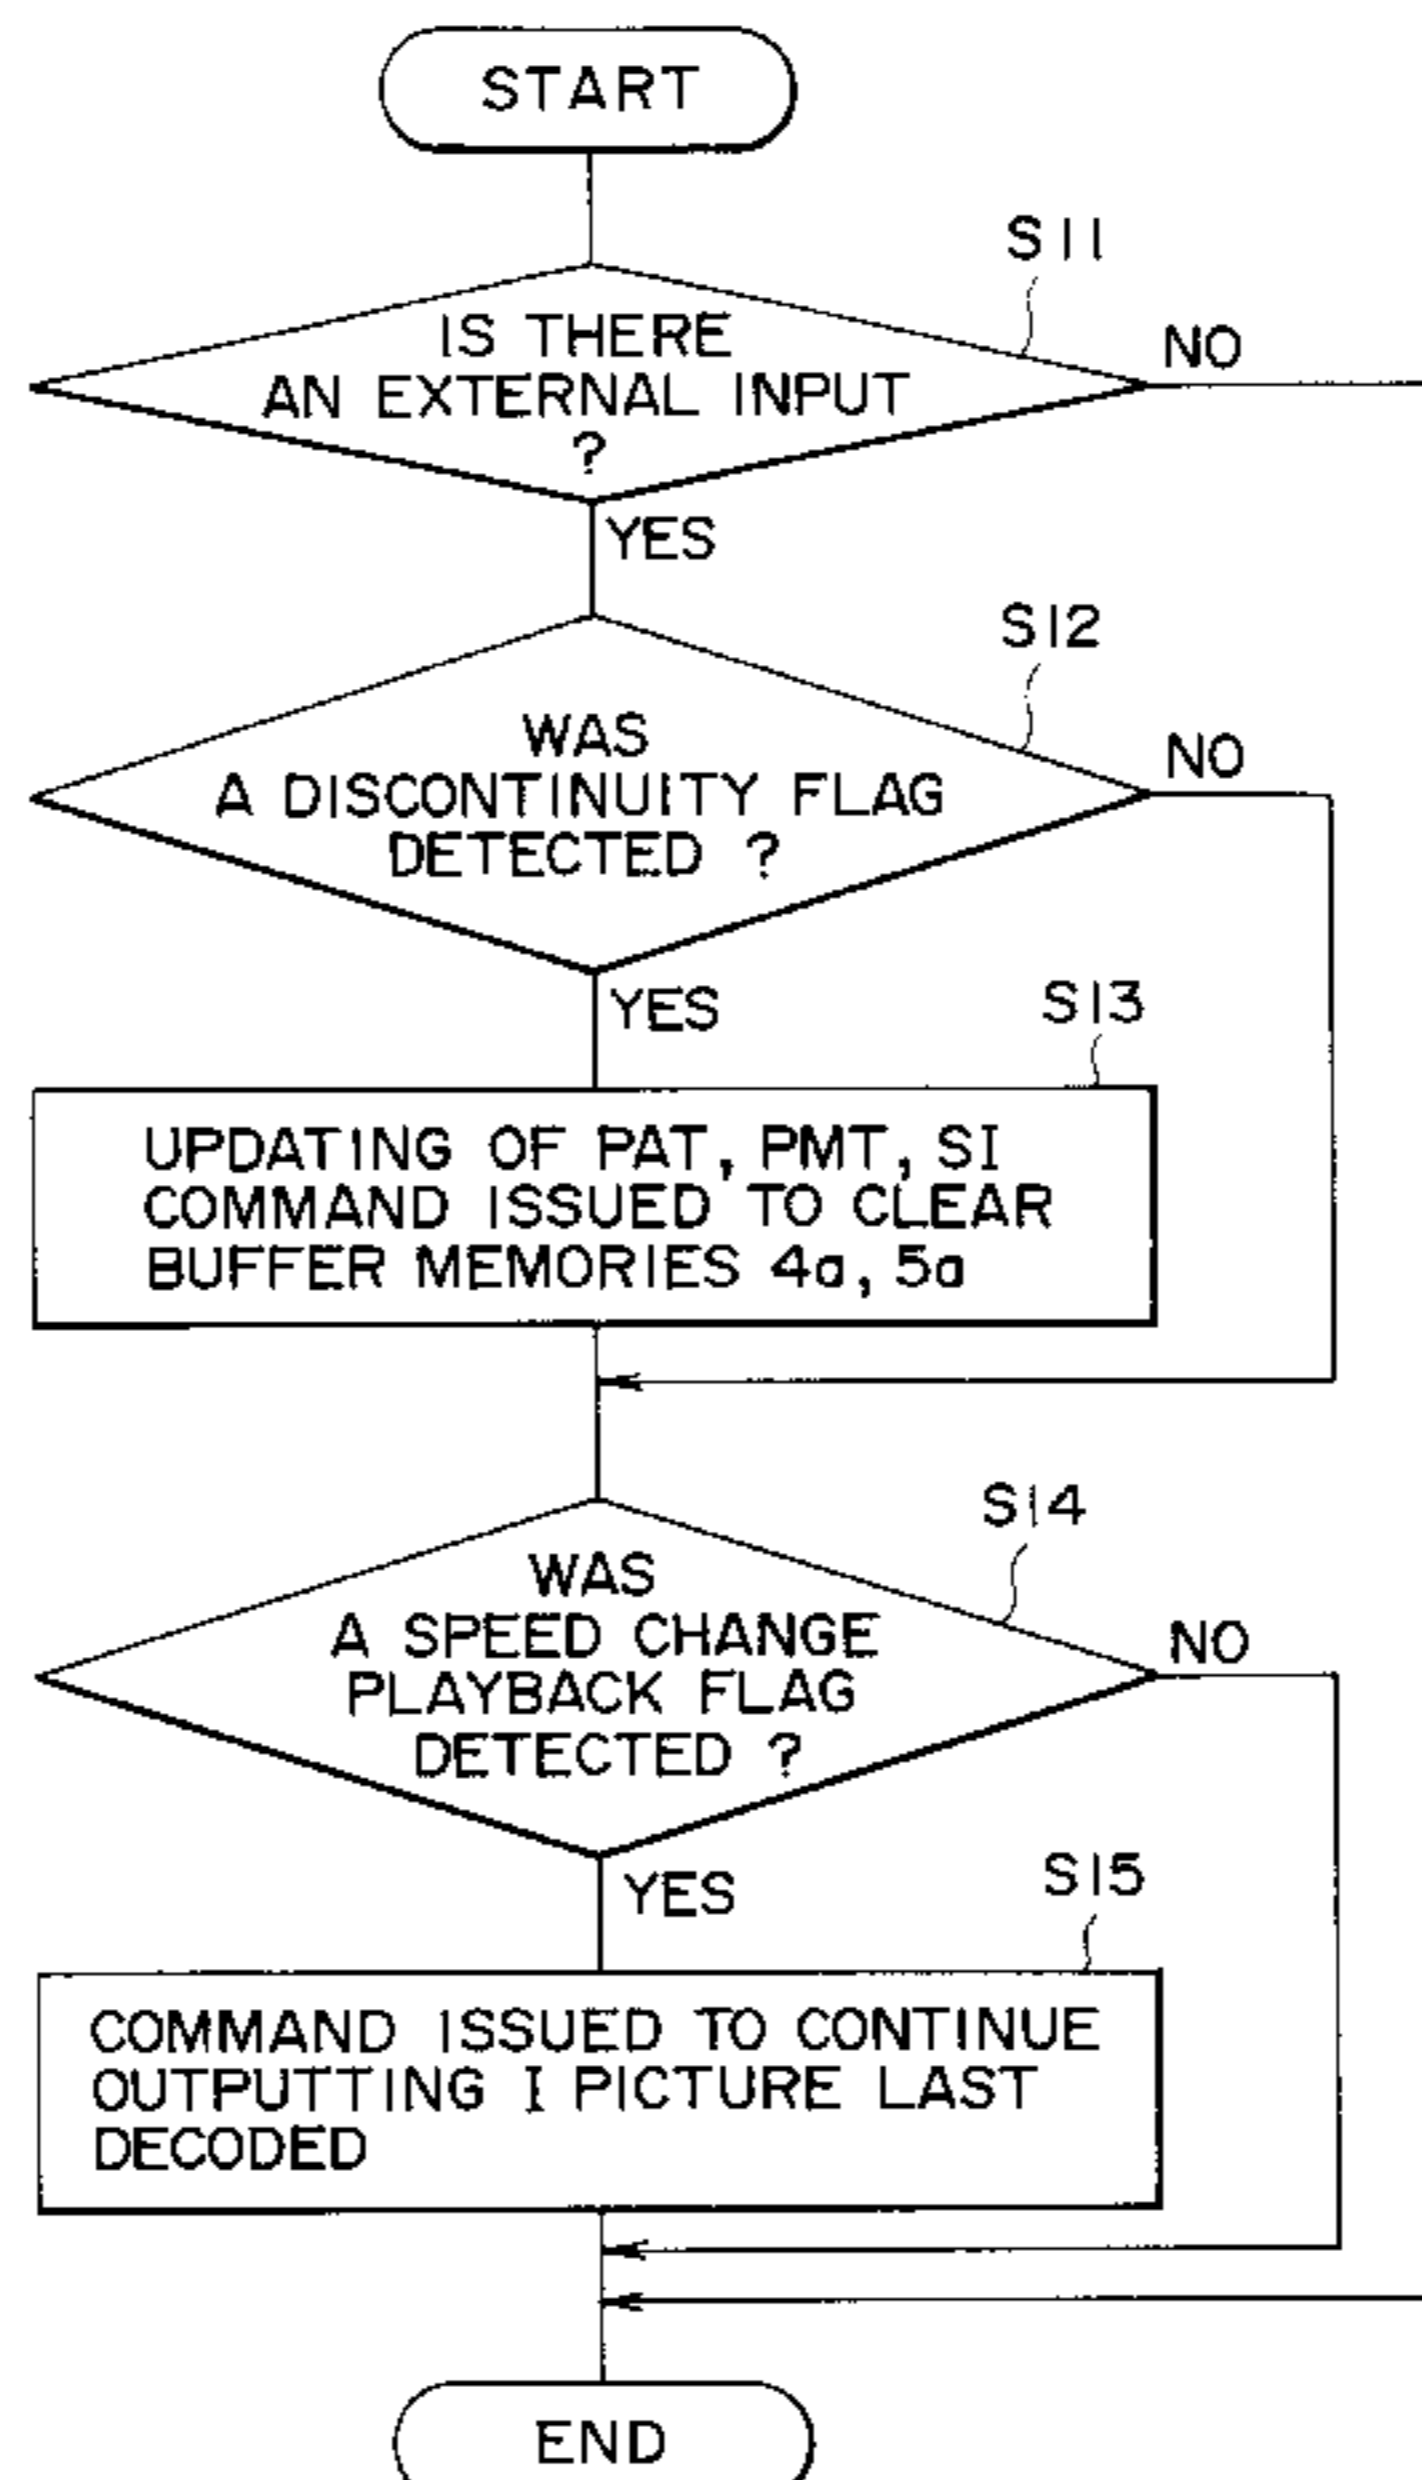 START
S11
IS THERE
AN EXTERNAL INPUT
?
NO
YES
S12
WAS
A DISCONTINUITY FLAG
DETECTED ?
NO
YES
S13
UPDATING OF PAT, PMT, SI
COMMAND ISSUED TO CLEAR
BUFFER MEMORIES 4a, 5a
S14
WAS
A SPEED CHANGE
PLAYBACK FLAG
DETECTED ?
NO
YES
S15
COMMAND ISSUED TO CONTINUE
OUTPUTTING I PICTURE LAST
DECODED
END